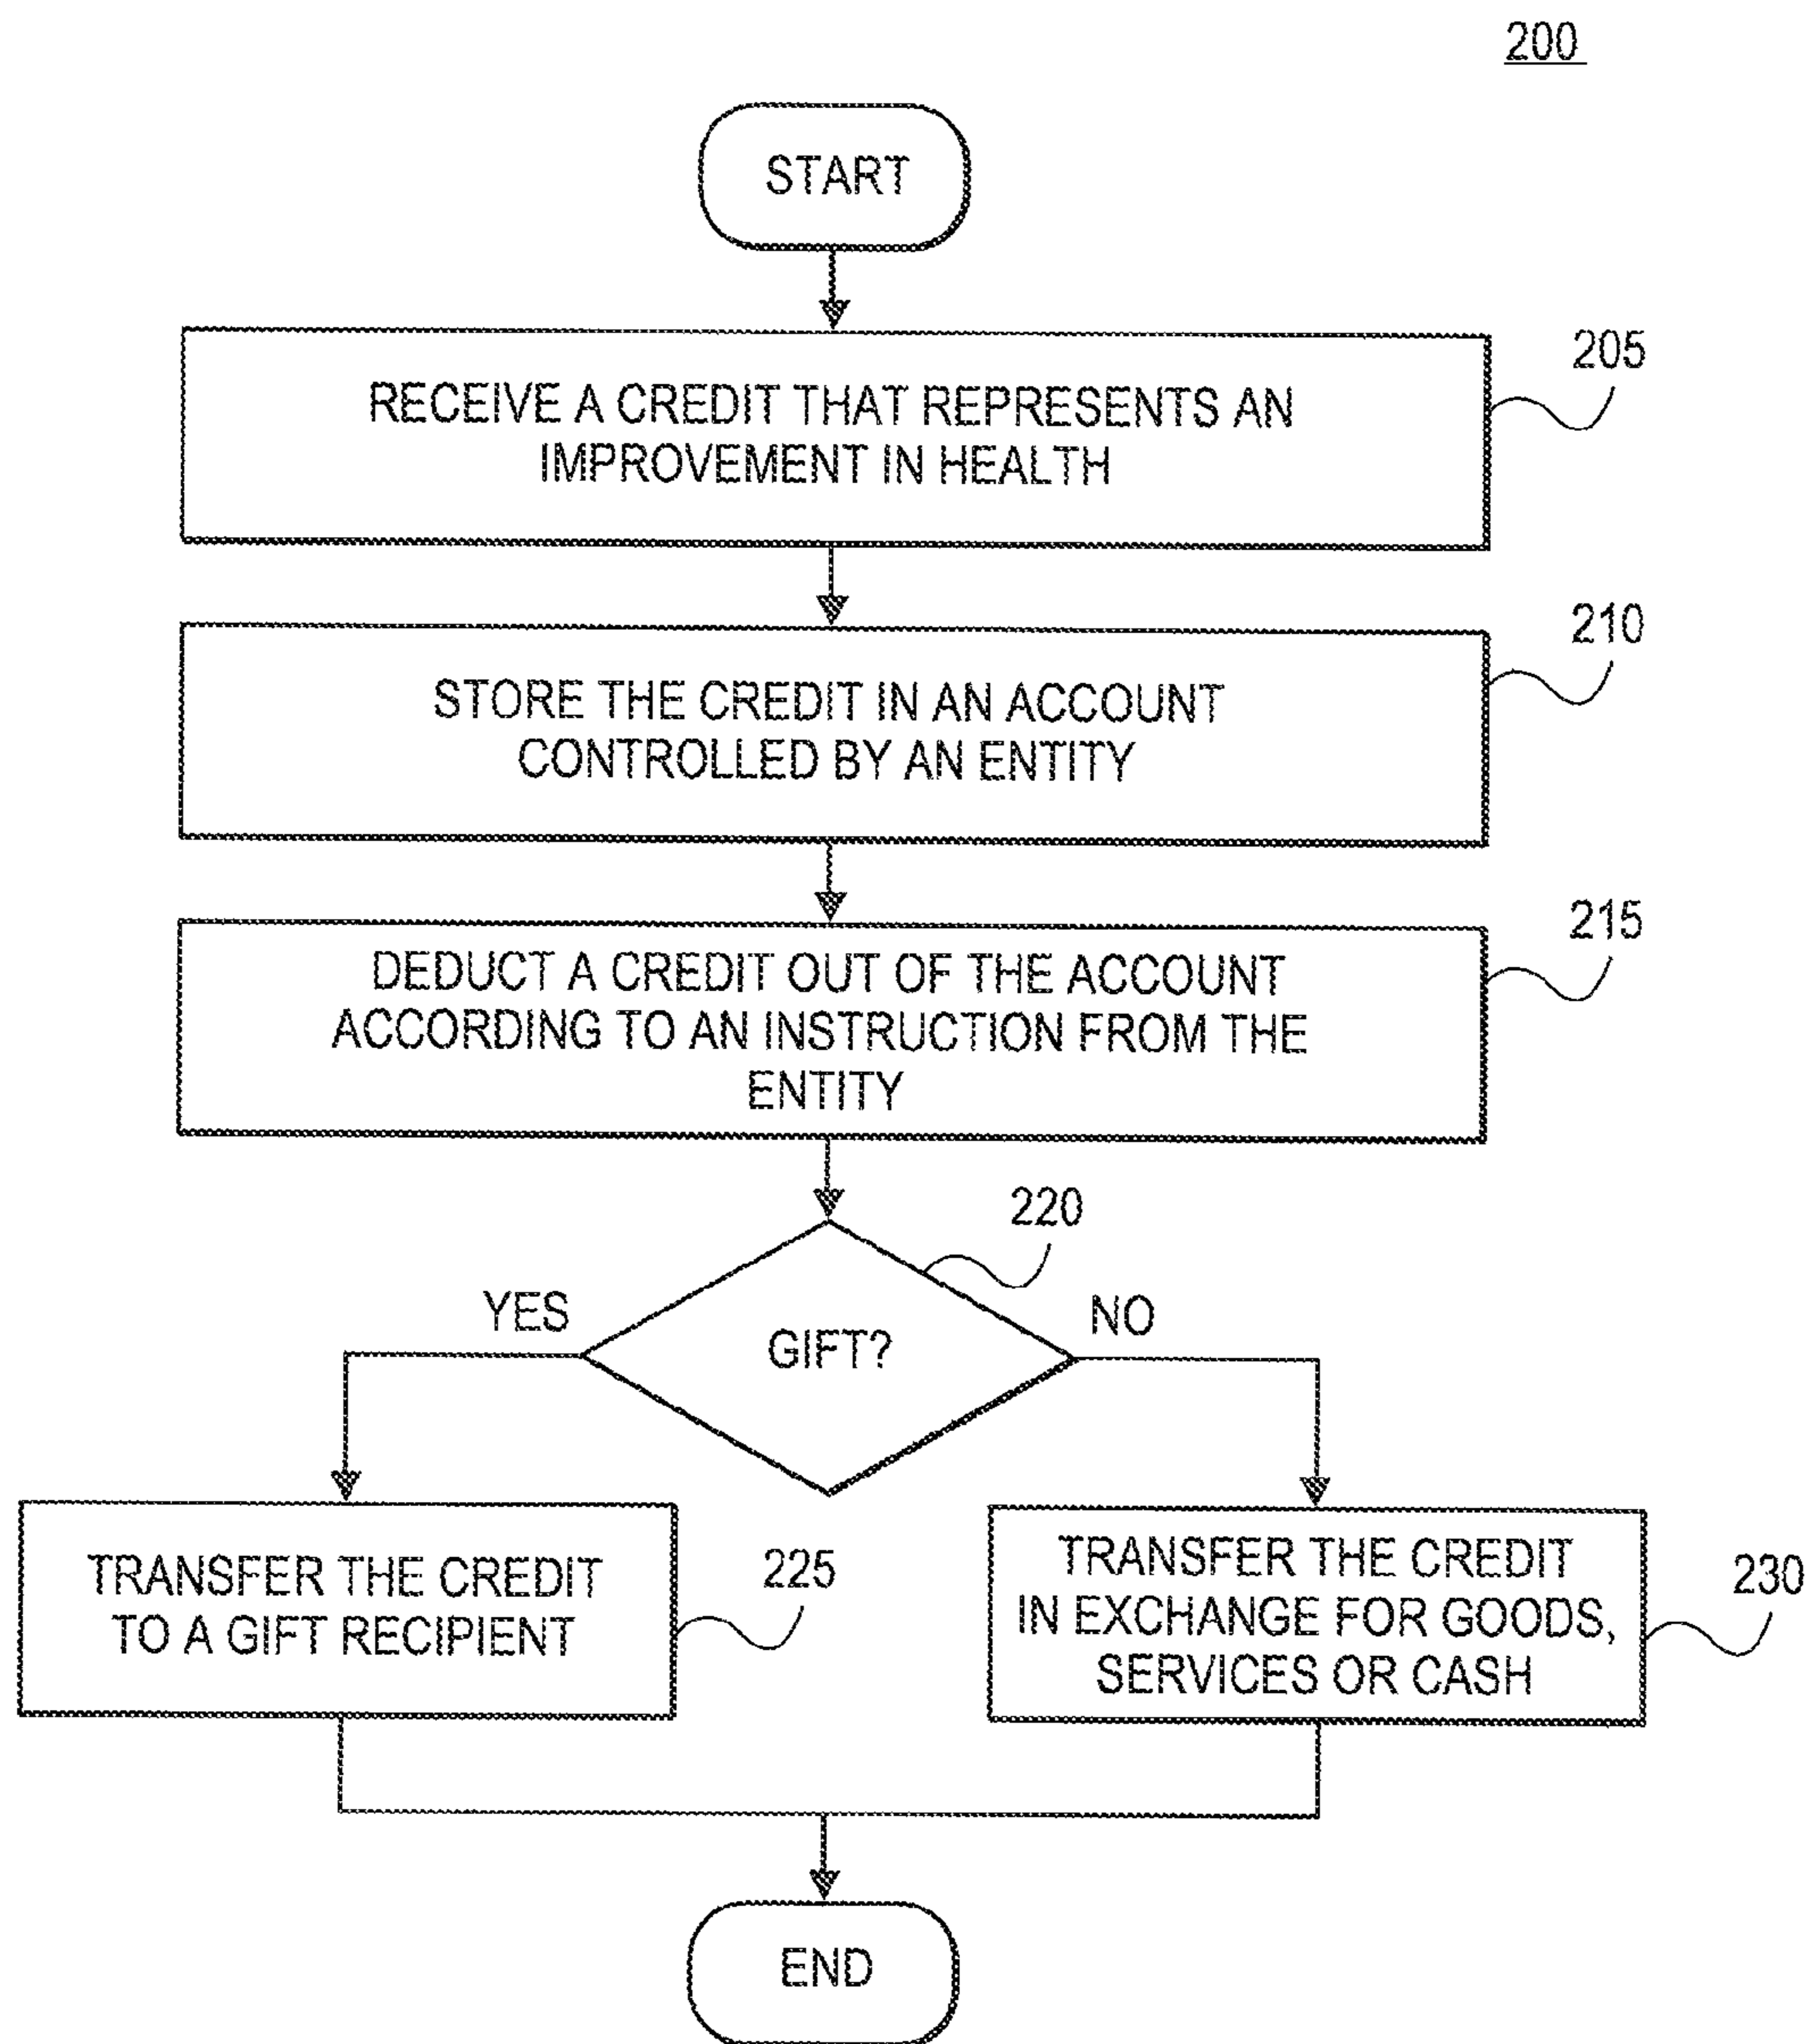 200
START
RECEIVE A CREDIT THAT REPRESENTS AN
IMPROVEMENT IN HEALTH
205
STORE THE CREDIT IN AN ACCOUNT
CONTROLLED BY AN ENTITY
210
DEDUCT A CREDIT OUT OF THE ACCOUNT
ACCORDING TO AN INSTRUCTION FROM THE
ENTITY
215
220
YES
GIFT?
NO
TRANSFER THE CREDIT
TO A GIFT RECIPIENT
225
TRANSFER THE CREDIT
IN EXCHANGE FOR GOODS,
SERVICES OR CASH
230
END